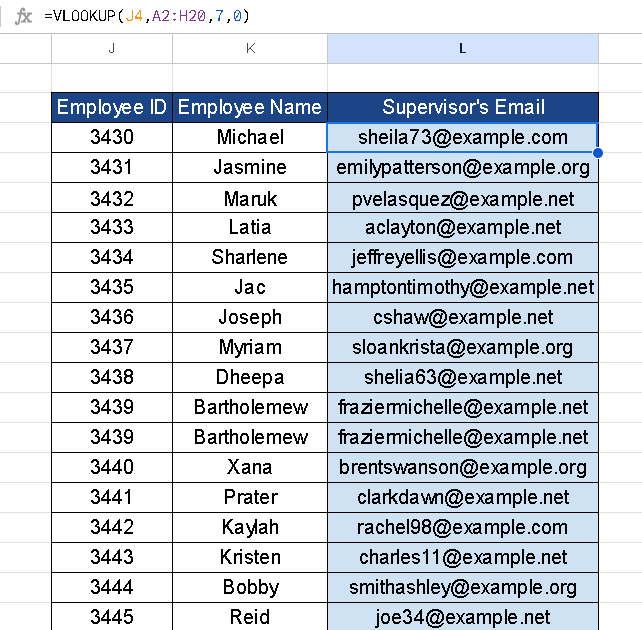 fx =VLOOKUP(J4,A2:H20,7,0)
J K L
Employee ID Employee Name Supervisor's Email
3430 Michael sheila73@example.com
3431 Jasmine emilypatterson@example.org
3432 Maruk pvelasquez@example.net
3433 Latia aclayton@example.net
3434 Sharlene jeffreyellis@example.com
3435 Jac hamptontimothy@example.net
3436 Joseph cshaw@example.net
3437 Myriam sloankrista@example.org
3438 Dheepa shelia63@example.net
3439 Bartholemew fraziermichelle@example.net
3439 Bartholemew fraziermichelle@example.net
3440 Xana brentswanson@example.org
3441 Prater clarkdawn@example.net
3442 Kaylah rachel98@example.com
3443 Kristen charles11@example.net
3444 Bobby smithashley@example.org
3445 Reid joe34@example.net